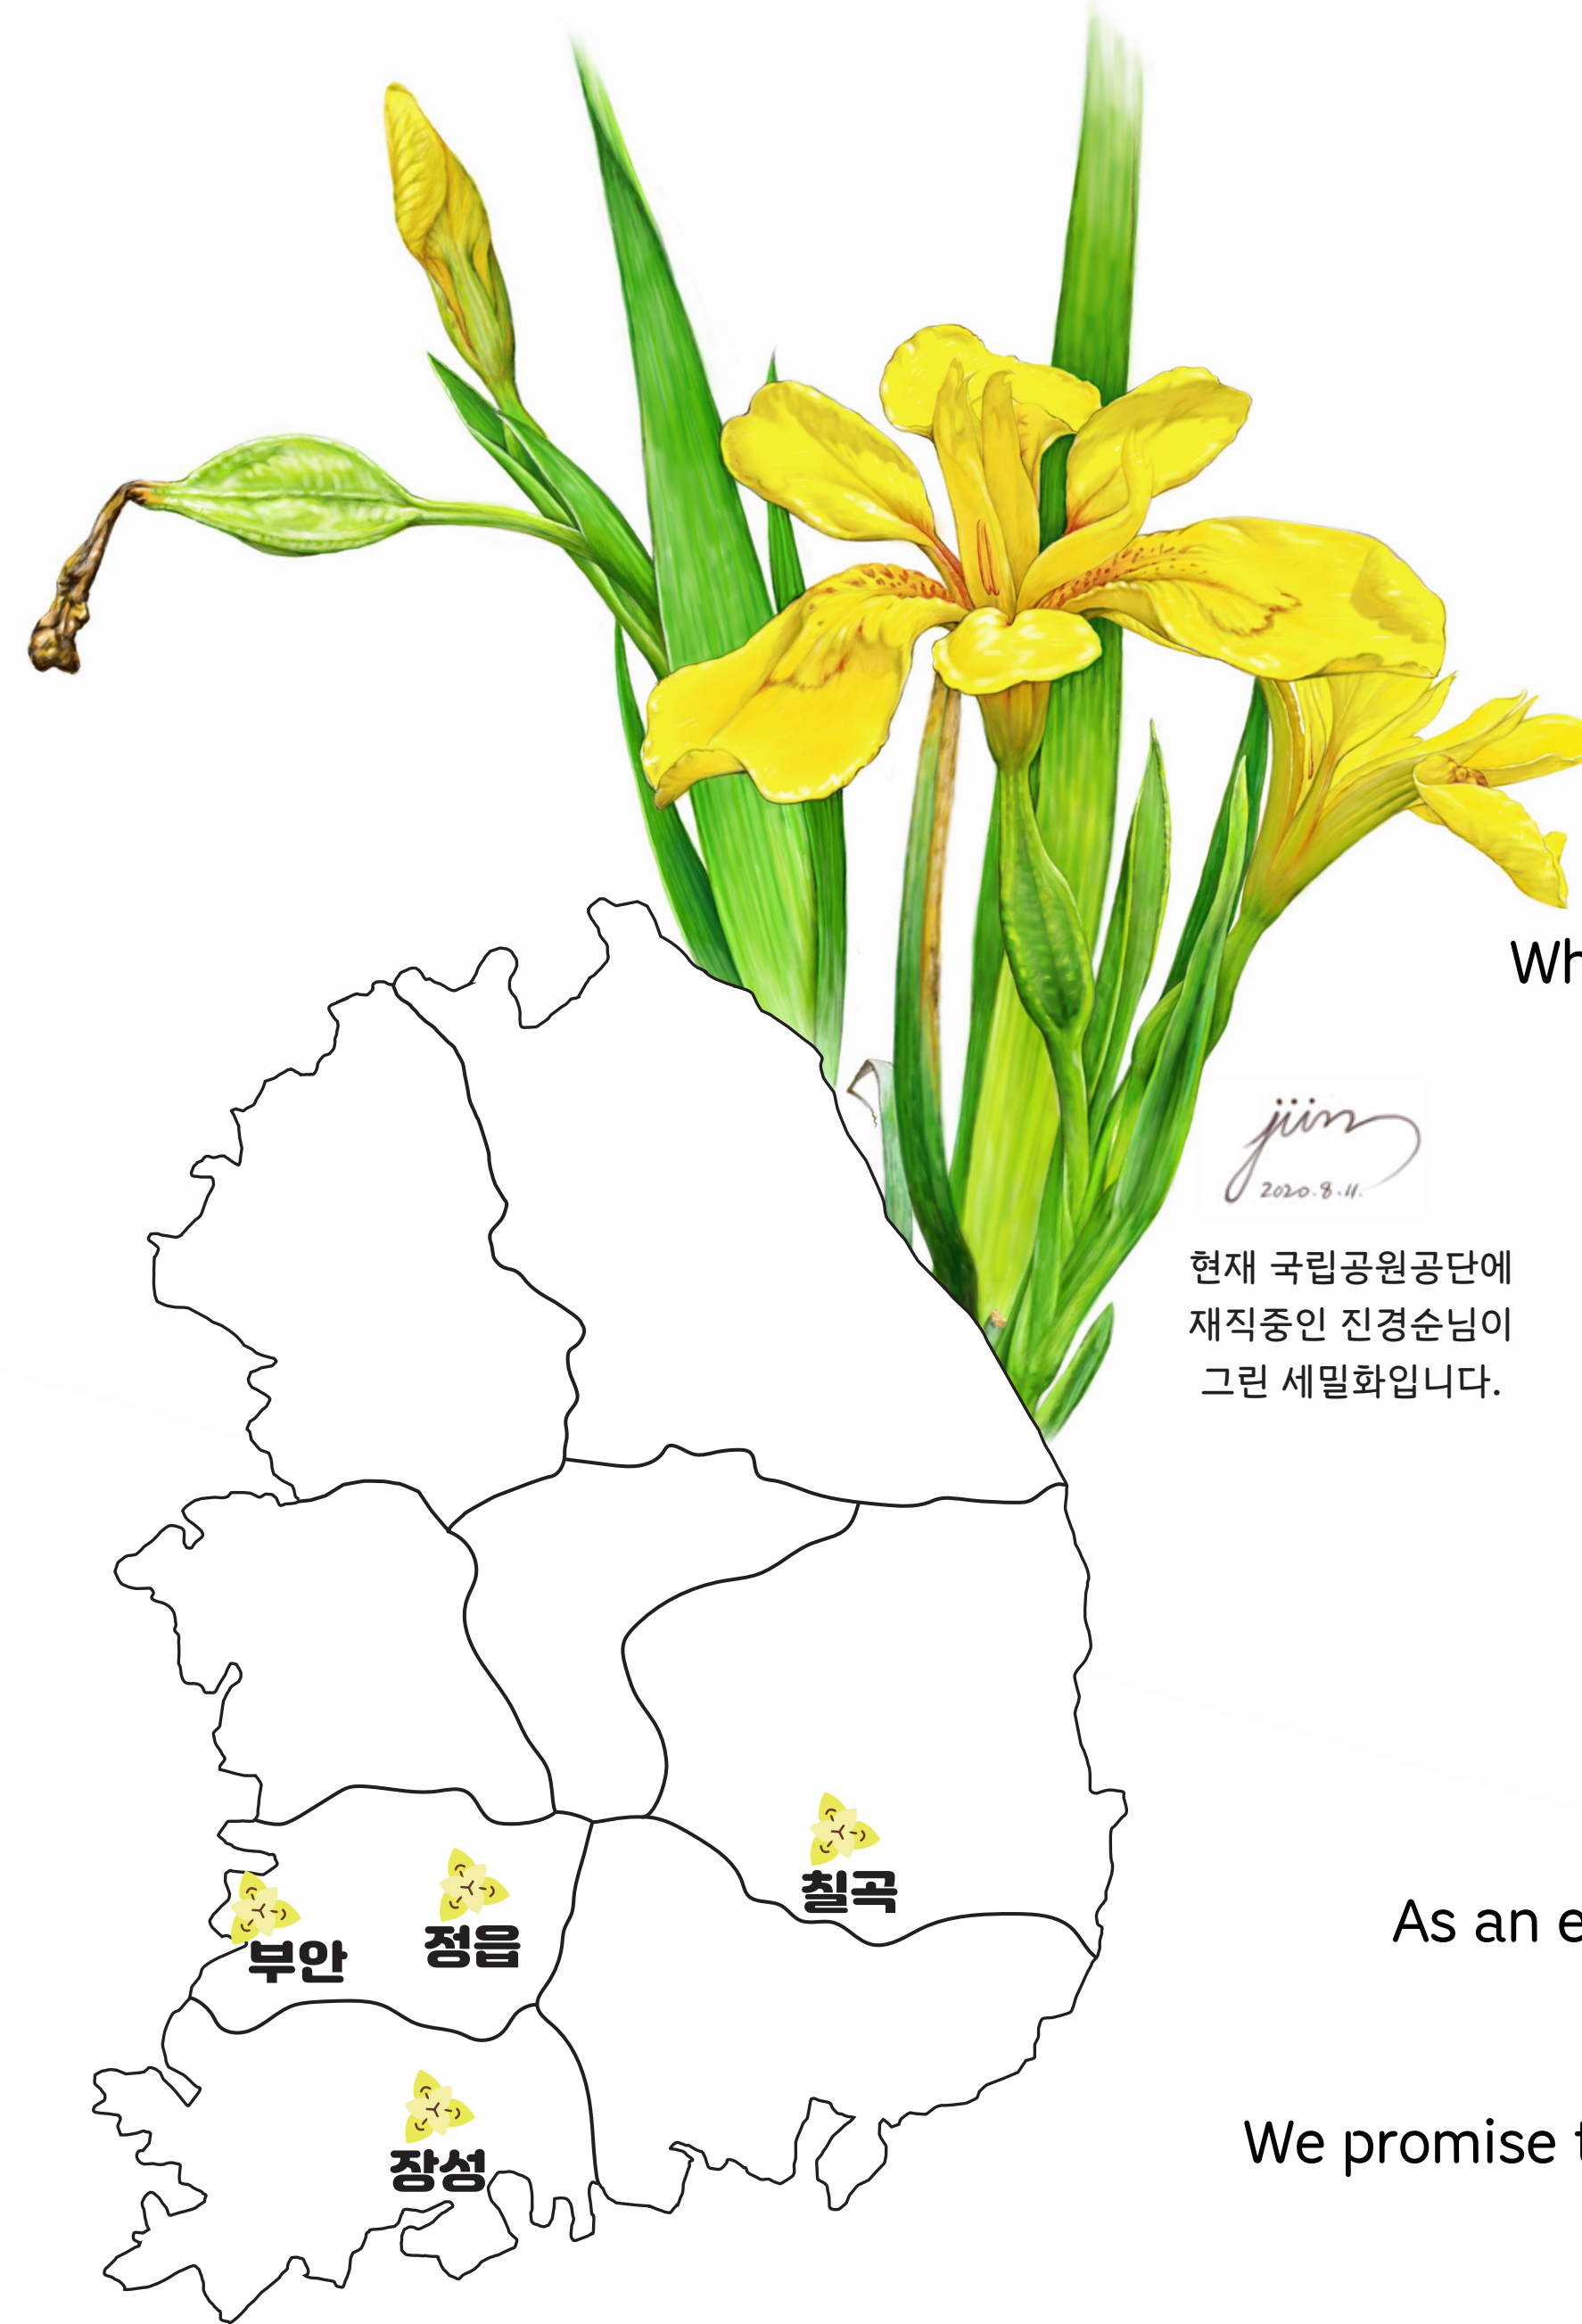 Wh
jiin
2020.8.11.
현재 국립공원공단에
재직중인 진경순님이
그린 세밀화입니다.
칠곡
정읍
부안
As an e
We promise t
장성